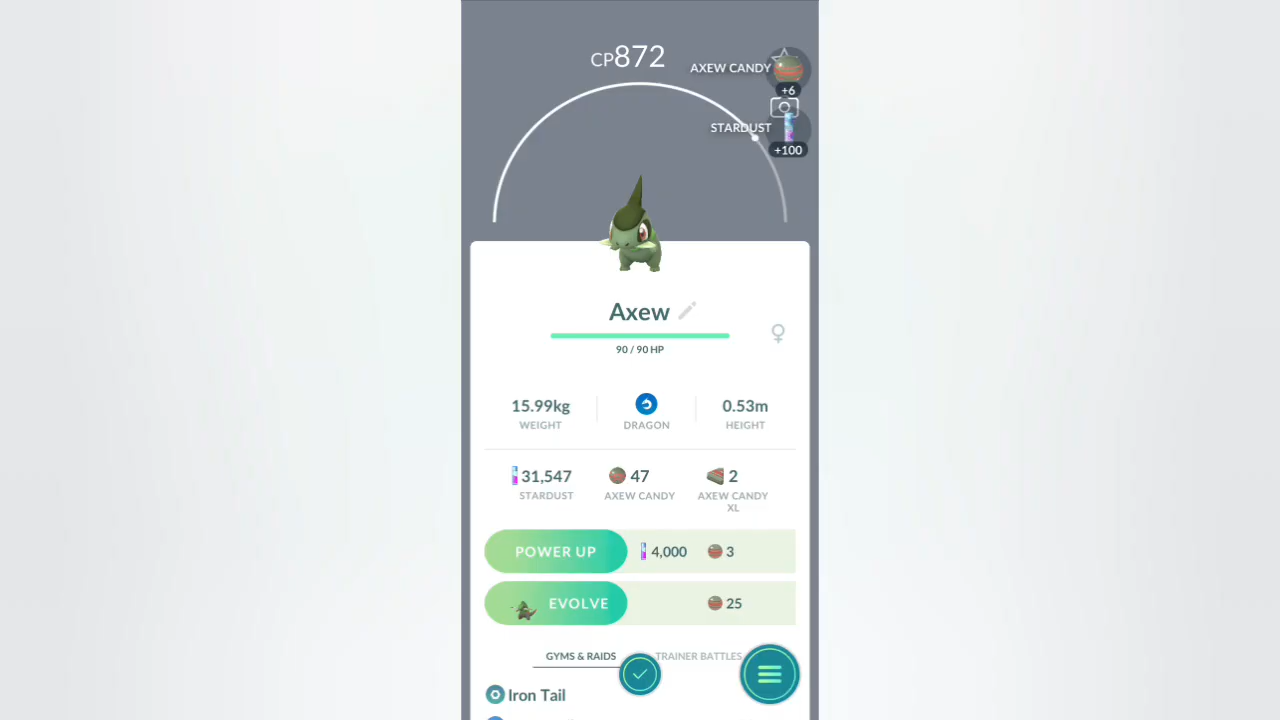 CP872
AXEW CANDY
+6
STARDUST
+100
Axew
90 / 90 HP
15.99kg
WEIGHT
DRAGON
0.53m
HEIGHT
31,547
STARDUST
47
AXEW CANDY
2
AXEW CANDY
XL
POWER UP
4,000
3
EVOLVE
25
GYMS & RAIDS
TRAINER BATTLES
Iron Tail